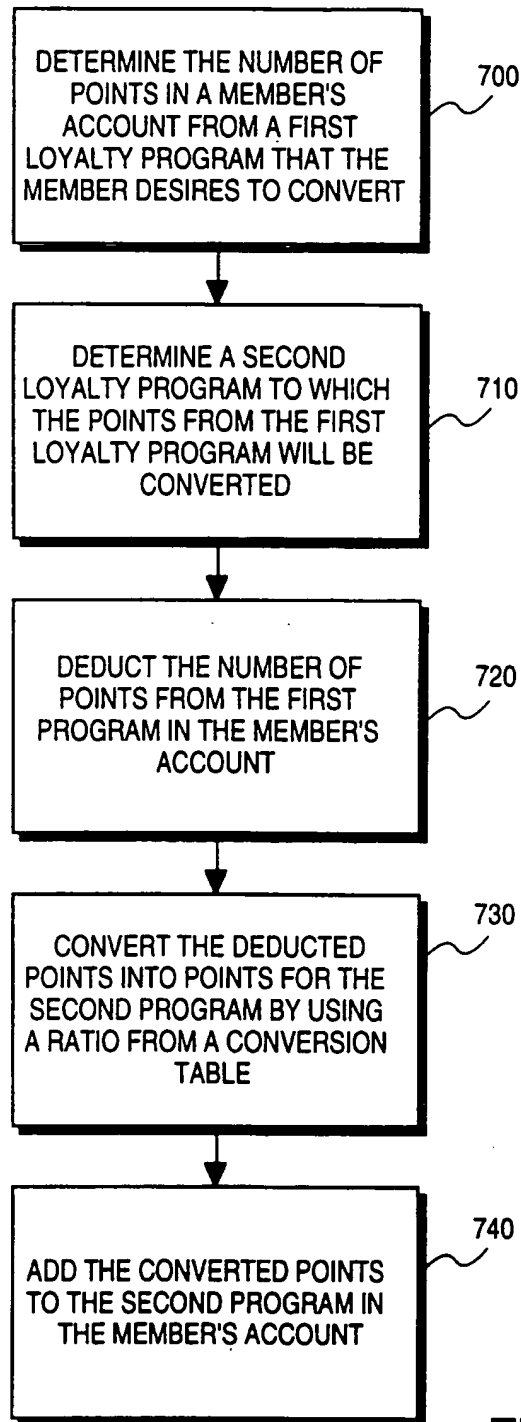 DETERMINE THE NUMBER OF
POINTS IN A MEMBER'S
ACCOUNT FROM A FIRST
LOYALTY PROGRAM THAT THE
MEMBER DESIRES TO CONVERT
700
DETERMINE A SECOND
LOYALTY PROGRAM TO WHICH
THE POINTS FROM THE FIRST
LOYALTY PROGRAM WILL BE
CONVERTED
710
DEDUCT THE NUMBER OF
POINTS FROM THE FIRST
PROGRAM IN THE MEMBER'S
ACCOUNT
720
CONVERT THE DEDUCTED
POINTS INTO POINTS FOR THE
SECOND PROGRAM BY USING
A RATIO FROM A CONVERSION
TABLE
730
ADD THE CONVERTED POINTS
TO THE SECOND PROGRAM IN
THE MEMBER'S ACCOUNT
740